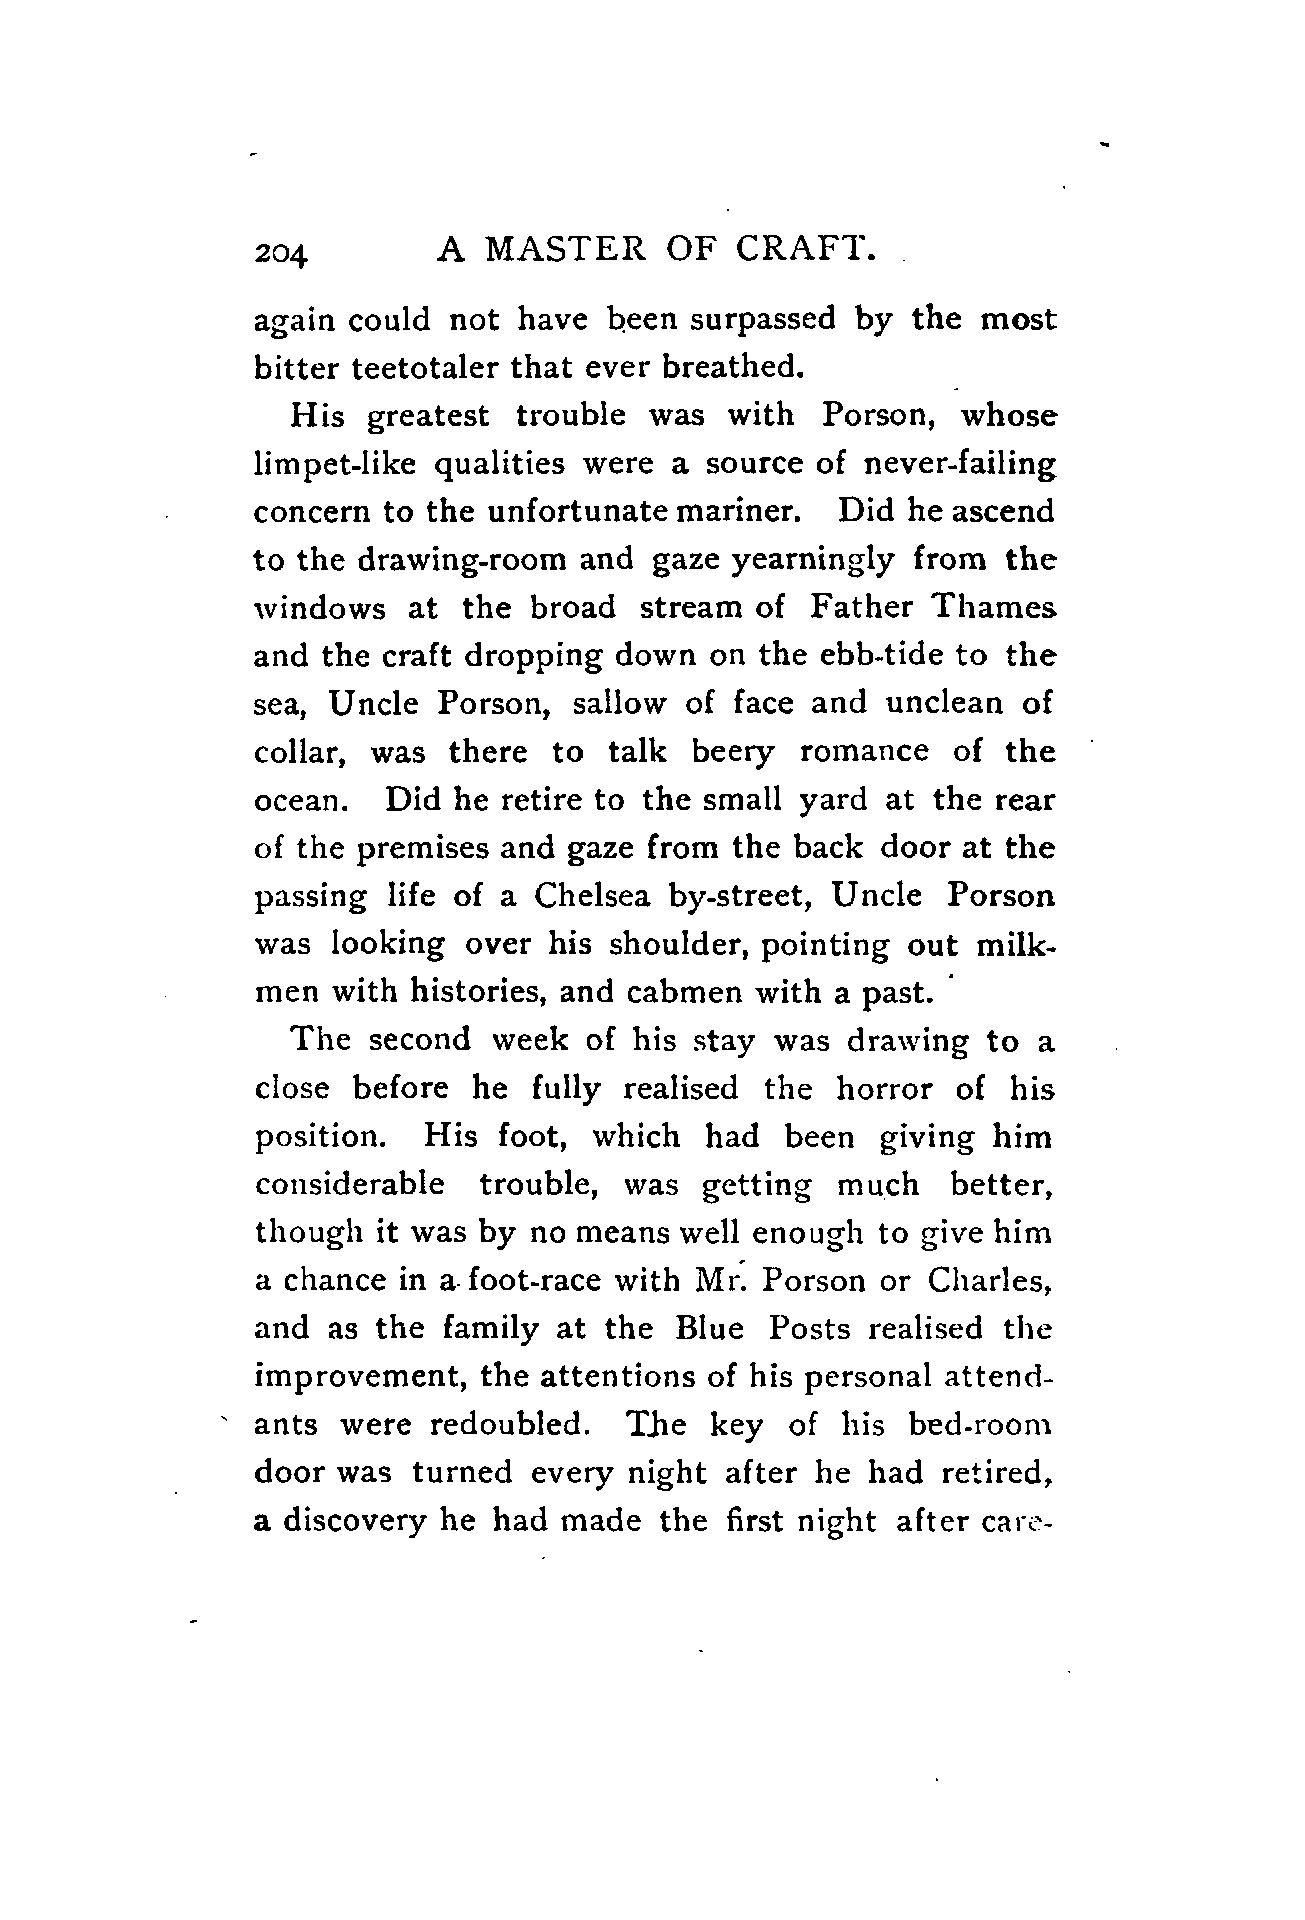 204 A MASTER OF CRAFT.
again could not have been surpassed by the most
bitter teetotaler that ever breathed.
His greatest trouble was with Porson, whose
limpet-like qualities were a source of never-failing
concern to the unfortunate mariner. Did he ascend
to the drawing-room and gaze yearningly from the
windows at the broad stream of Father Thames
and the craft dropping down on the ebb-tide to the
sea, Uncle Porson, sallow of face and unclean of
collar, was there to talk beery romance of the
ocean. Did he retire to the small yard at the rear
of the premises and gaze from the back door at the
passing life of a Chelsea by-street, Uncle Porson
was looking over his shoulder, pointing out milk-
men with histories, and cabmen with a past.
The second week of his stay was drawing to a
close before he fully realised the horror of his
position. His foot, which had been giving him
considerable trouble, was getting much better,
though it was by no means well enough to give him
a chance in a foot-race with Mr. Porson or Charles,
and as the family at the Blue Posts realised the
improvement, the attentions of his personal attend-
ants were redoubled. The key of his bed-room
door was turned every night after he had retired,
a discovery he had made the first night after care-